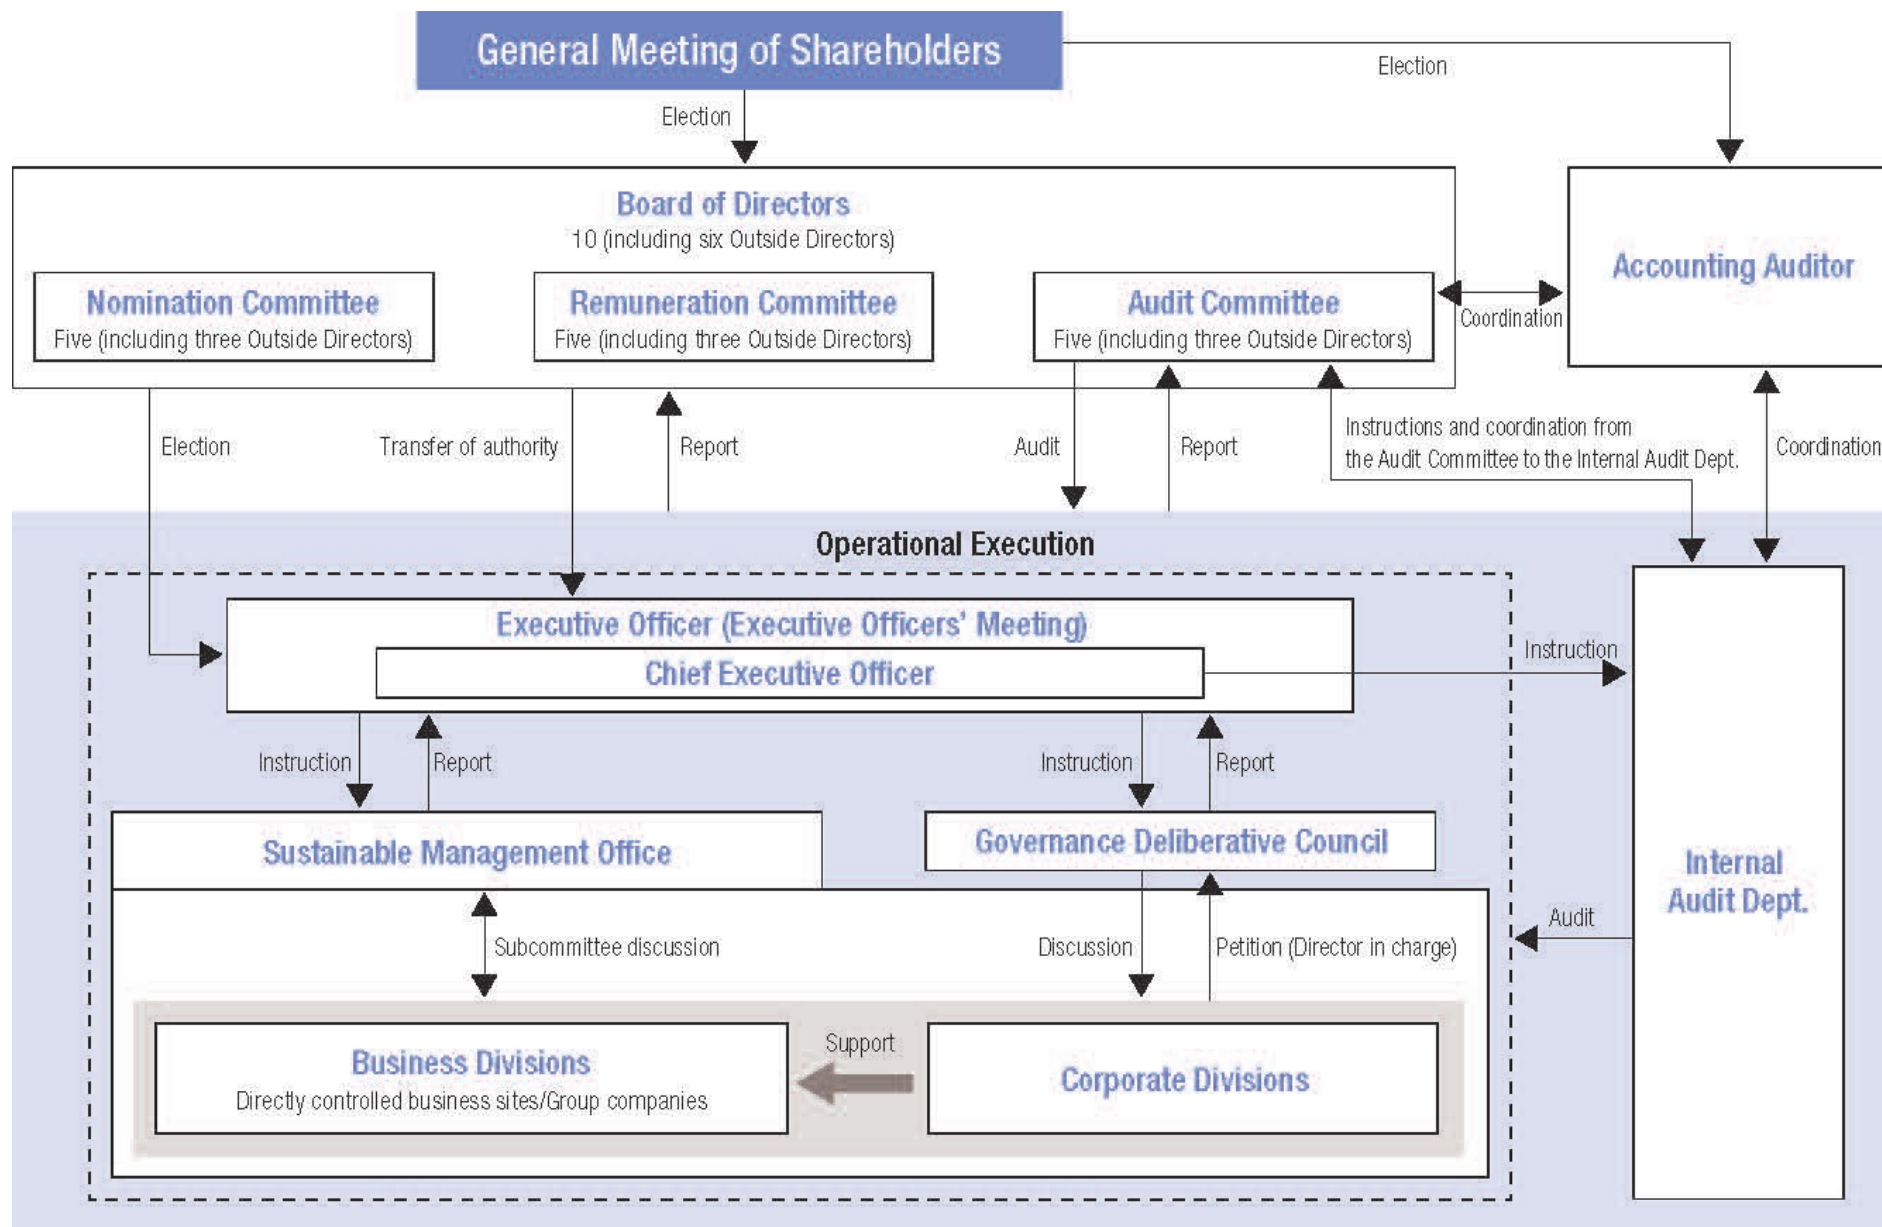 General Meeting of Shareholders
Election
Election
Board of Directors
10 (including six Outside Directors)
Accounting Auditor
Nomination Committee
Five (including three Outside Directors)
Remuneration Committee
Five (including three Outside Directors)
Audit Committee
Five (including three Outside Directors)
Coordination
Election
Transfer of authority
Report
Audit
Report
Instructions and coordination from
the Audit Committee to the Internal Audit Dept.
Coordination
Operational Execution
Executive Officer (Executive Officers' Meeting)
Chief Executive Officer
Instruction
Instruction
Report
Instruction
Report
Sustainable Management Office
Governance Deliberative Council
Internal
Audit Dept.
Audit
Subcommittee discussion
Discussion
Petition (Director in charge)
Business Divisions
Directly controlled business sites/Group companies
Support
Corporate Divisions